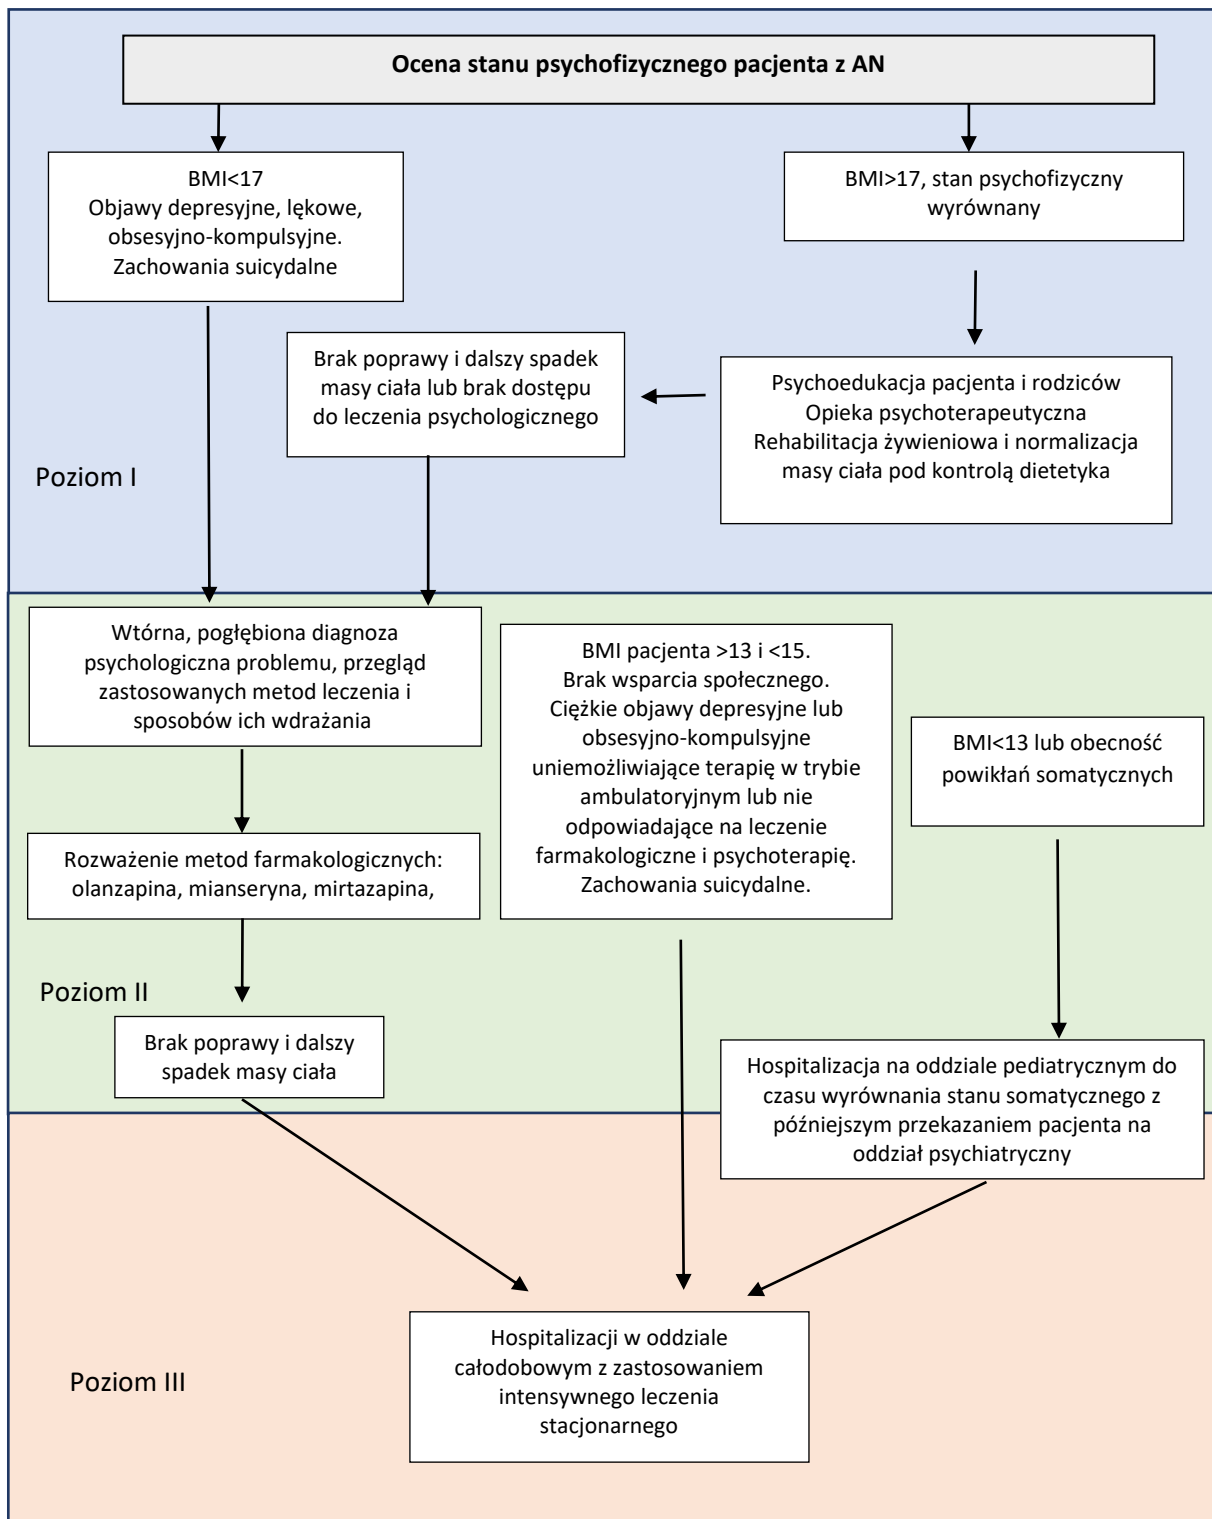 Ocena stanu psychofizycznego pacjenta z AN
BMI<17
Objawy depresyjne, lękowe,
obsesyjno-kompulsyjne.
Zachowania suicydalne
BMI>17, stan psychofizyczny
wyrównany
Brak poprawy i dalszy spadek
masy ciała lub brak dostępu
do leczenia psychologicznego
Psychoedukacja pacjenta i rodziców
Opieka psychoterapeutyczna
Rehabilitacja żywieniowa i normalizacja
masy ciała pod kontrolą dietetyka
Poziom I
Wtórna, pogłębiona diagnoza
psychologiczna problemu, przegląd
zastosowanych metod leczenia i
sposobów ich wdrażania
BMI pacjenta >13 i <15.
Brak wsparcia społecznego.
Ciężkie objawy depresyjne lub
obsesyjno-kompulsyjne
uniemożliwiające terapię w trybie
ambulatoryjnym lub nie
odpowiadające na leczenie
farmakologiczne i psychoterapię.
Zachowania suicydalne.
BMI<13 lub obecność
powikłań somatycznych
Rozważenie metod farmakologicznych:
olanzapina, mianseryna, mirtazapina,
Poziom II
Brak poprawy i dalszy
spadek masy ciała
Hospitalizacja na oddziale pediatrycznym do
czasu wyrównania stanu somatycznego z
późniejszym przekazaniem pacjenta na
oddział psychiatryczny
Poziom III
Hospitalizacji w oddziale
całodobowym z zastosowaniem
intensywnego leczenia
stacjonarnego